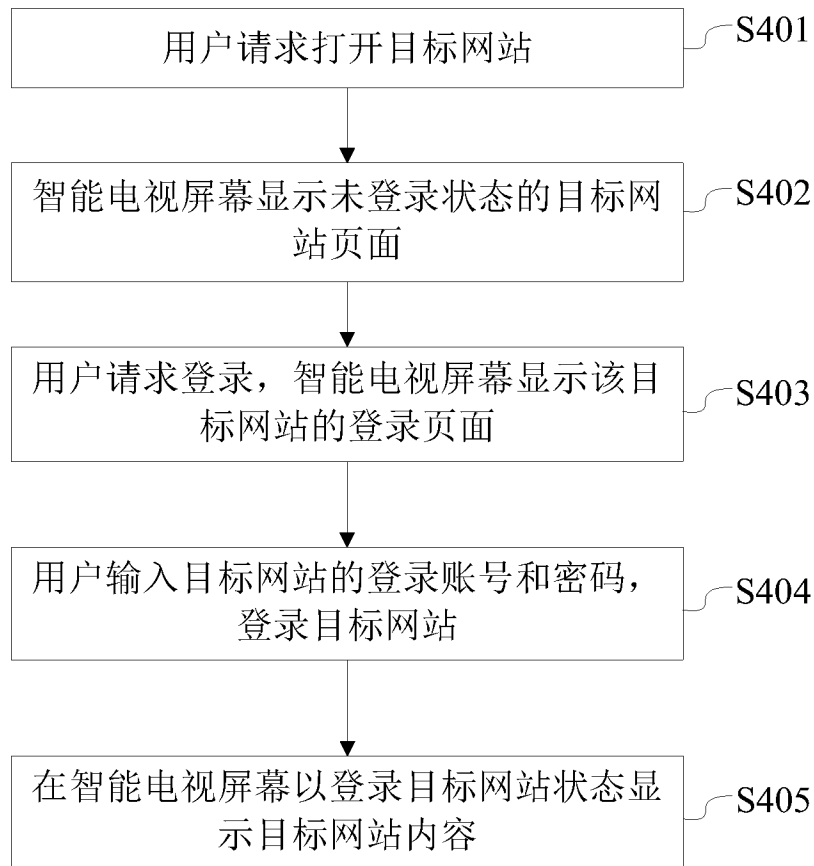 用户请求打开目标网站
S401
智能电视屏幕显示未登录状态的目标网
站页面
S402
用户请求登录，智能电视屏幕显示该目
标网站的登录页面
S403
用户输入目标网站的登录账号和密码，
登录目标网站
S404
在智能电视屏幕以登录目标网站状态显
示目标网站内容
S405